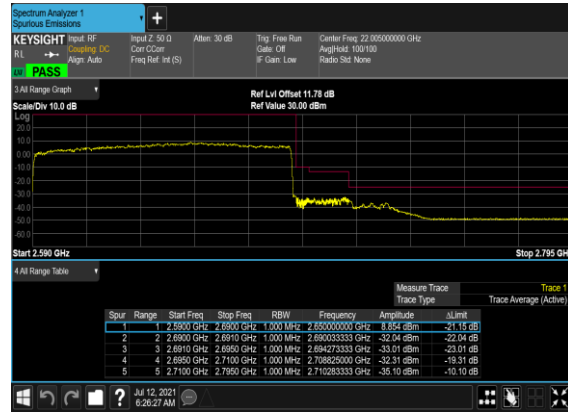 Spectrum Analyzer 1
Spurious Emissions
+
KEYSIGHT Input: RF Input Z: 50 Ω Atten: 30 dB Trig: Free Run Center Freq: 22.005000000 GHz
RL Coupling: DC Corr CCorr Gate: Off Avg|Hold: 100/100
Align: Auto Freq Ref: Int (S) IF Gain: Low Radio Std: None
LW PASS
3 All Range Graph
Ref Lvl Offset 11.78 dB
Scale/Div 10.0 dB Ref Value 30.00 dBm
Log
20.0
10.0
0.00
-10.0
-20.0
-30.0
-40.0
-50.0
-60.0
Start 2.590 GHz Stop 2.795 GH
4 All Range Table
Measure Trace Trace 1
Trace Type Trace Average (Active)
Spur Range Start Freq Stop Freq RBW Frequency Amplitude ΔLimit
1 1 2.5900 GHz 2.6900 GHz 1.000 MHz 2.650000000 GHz 8.854 dBm -21.15 dB
2 2 2.6900 GHz 2.6910 GHz 1.000 MHz 2.690033333 GHz -32.04 dBm -22.04 dB
3 3 2.6910 GHz 2.6950 GHz 1.000 MHz 2.694273333 GHz -33.01 dBm -23.01 dB
4 4 2.6950 GHz 2.7100 GHz 1.000 MHz 2.708825000 GHz -32.31 dBm -19.31 dB
5 5 2.7100 GHz 2.7950 GHz 1.000 MHz 2.710283333 GHz -35.10 dBm -10.10 dB
? Jul 12, 2021
6:26:27 AM